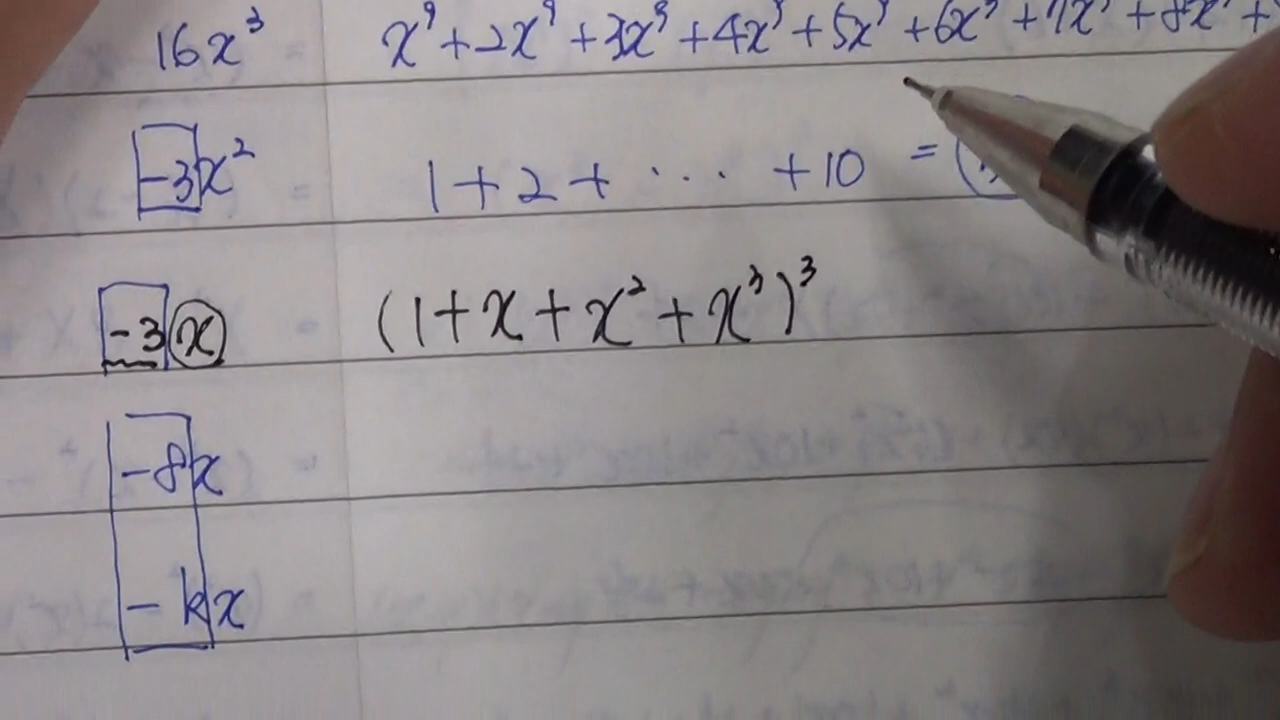 16x³ = x⁹+2x⁹+3x⁹+4x⁹+5x⁹+6x⁹+7x⁹+8x⁹+
-3x² 1+2+ ... +10 =
-3x (1+x+x²+x³)³
-8x
-kx